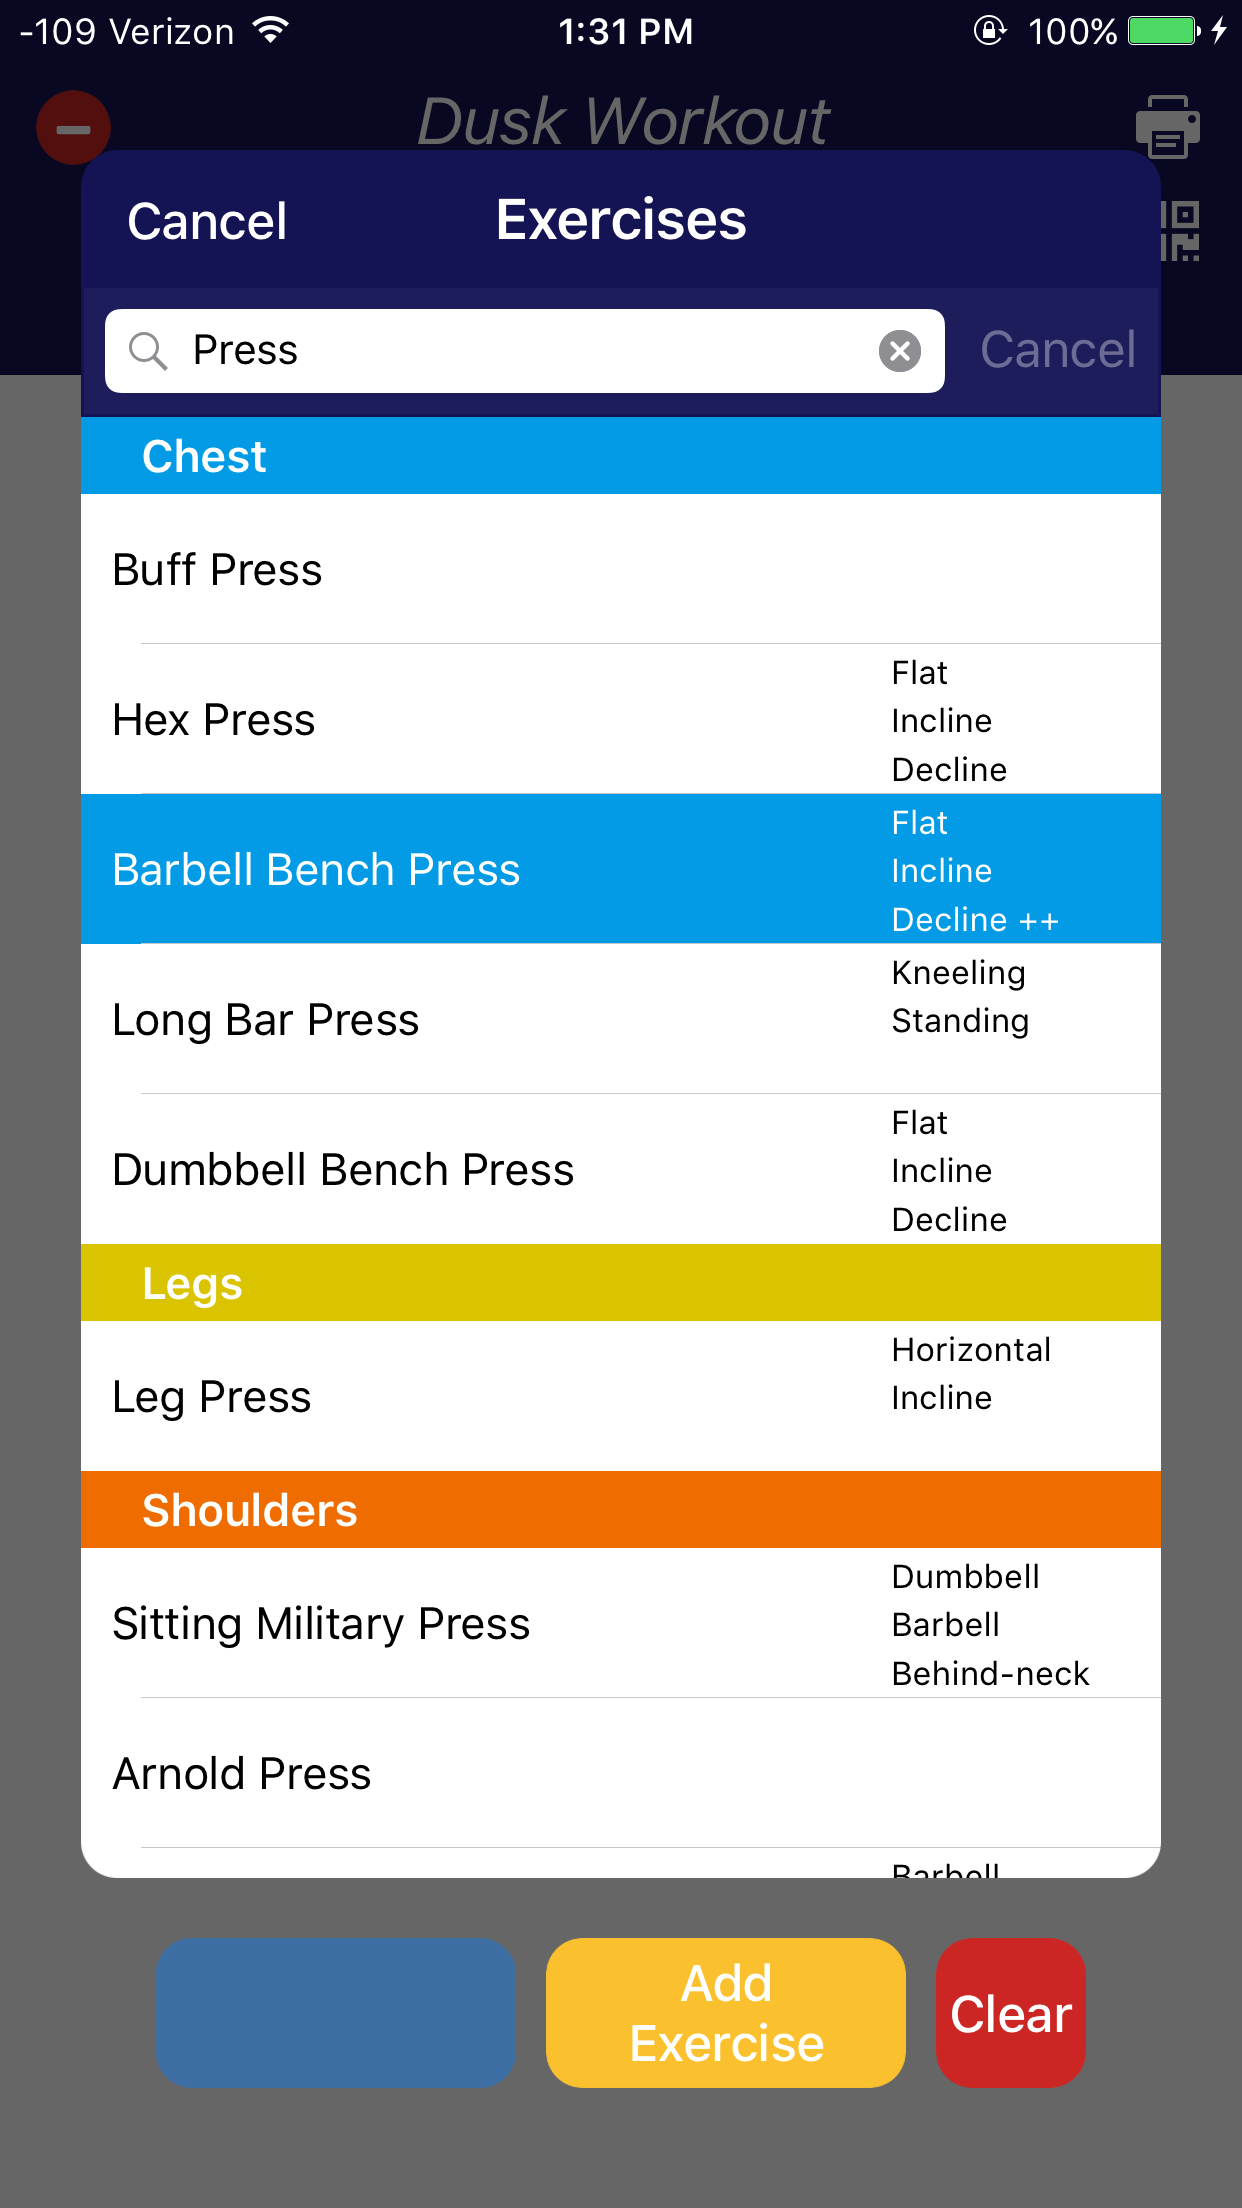 -109 Verizon 1:31 PM 100%
Dusk Workout
Cancel Exercises
Press Cancel
Chest
Buff Press
Flat
Hex Press Incline
Decline
Flat
Barbell Bench Press Incline
Decline ++
Kneeling
Long Bar Press Standing
Flat
Dumbbell Bench Press Incline
Decline
Legs
Horizontal
Leg Press Incline
Shoulders
Dumbbell
Sitting Military Press Barbell
Behind-neck
Arnold Press
Barbell
Add
Exercise
Clear